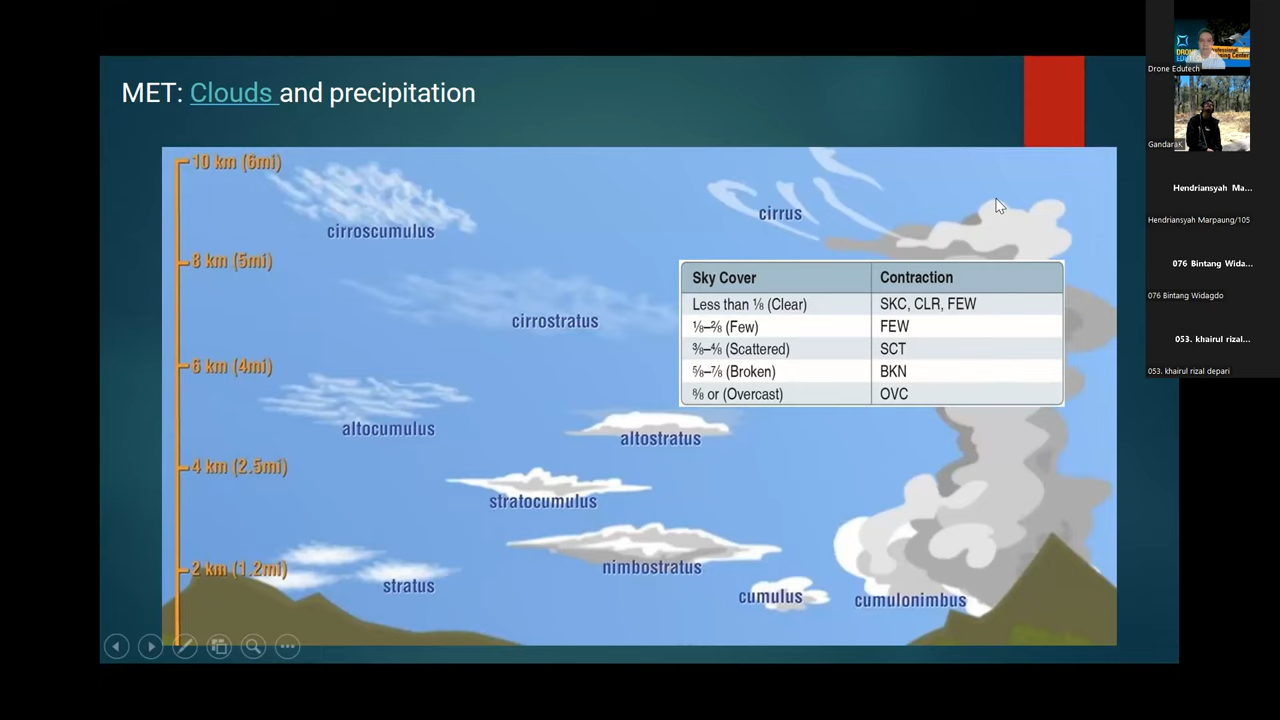 MET: Clouds and precipitation
10 km (6mi)
cirroscumulus
cirrus
8 km (5mi)
cirrostratus
Sky Cover Contraction
Less than ⅛ (Clear) SKC, CLR, FEW
⅛–²⁄₈ (Few) FEW
⅜–⁴⁄₈ (Scattered) SCT
⅝–⅞ (Broken) BKN
⁸⁄₈ or (Overcast) OVC
6 km (4mi)
altocumulus
altostratus
4 km (2.5mi)
stratocumulus
nimbostratus
2 km (1.2mi)
stratus
cumulus
cumulonimbus
Drone Edutech
Hendriansyah Ma...
Hendriansyah Marpaung/105
076 Bintang Wida...
076 Bintang Widagdo
053. khairul rizal...
053. khairul rizal depari